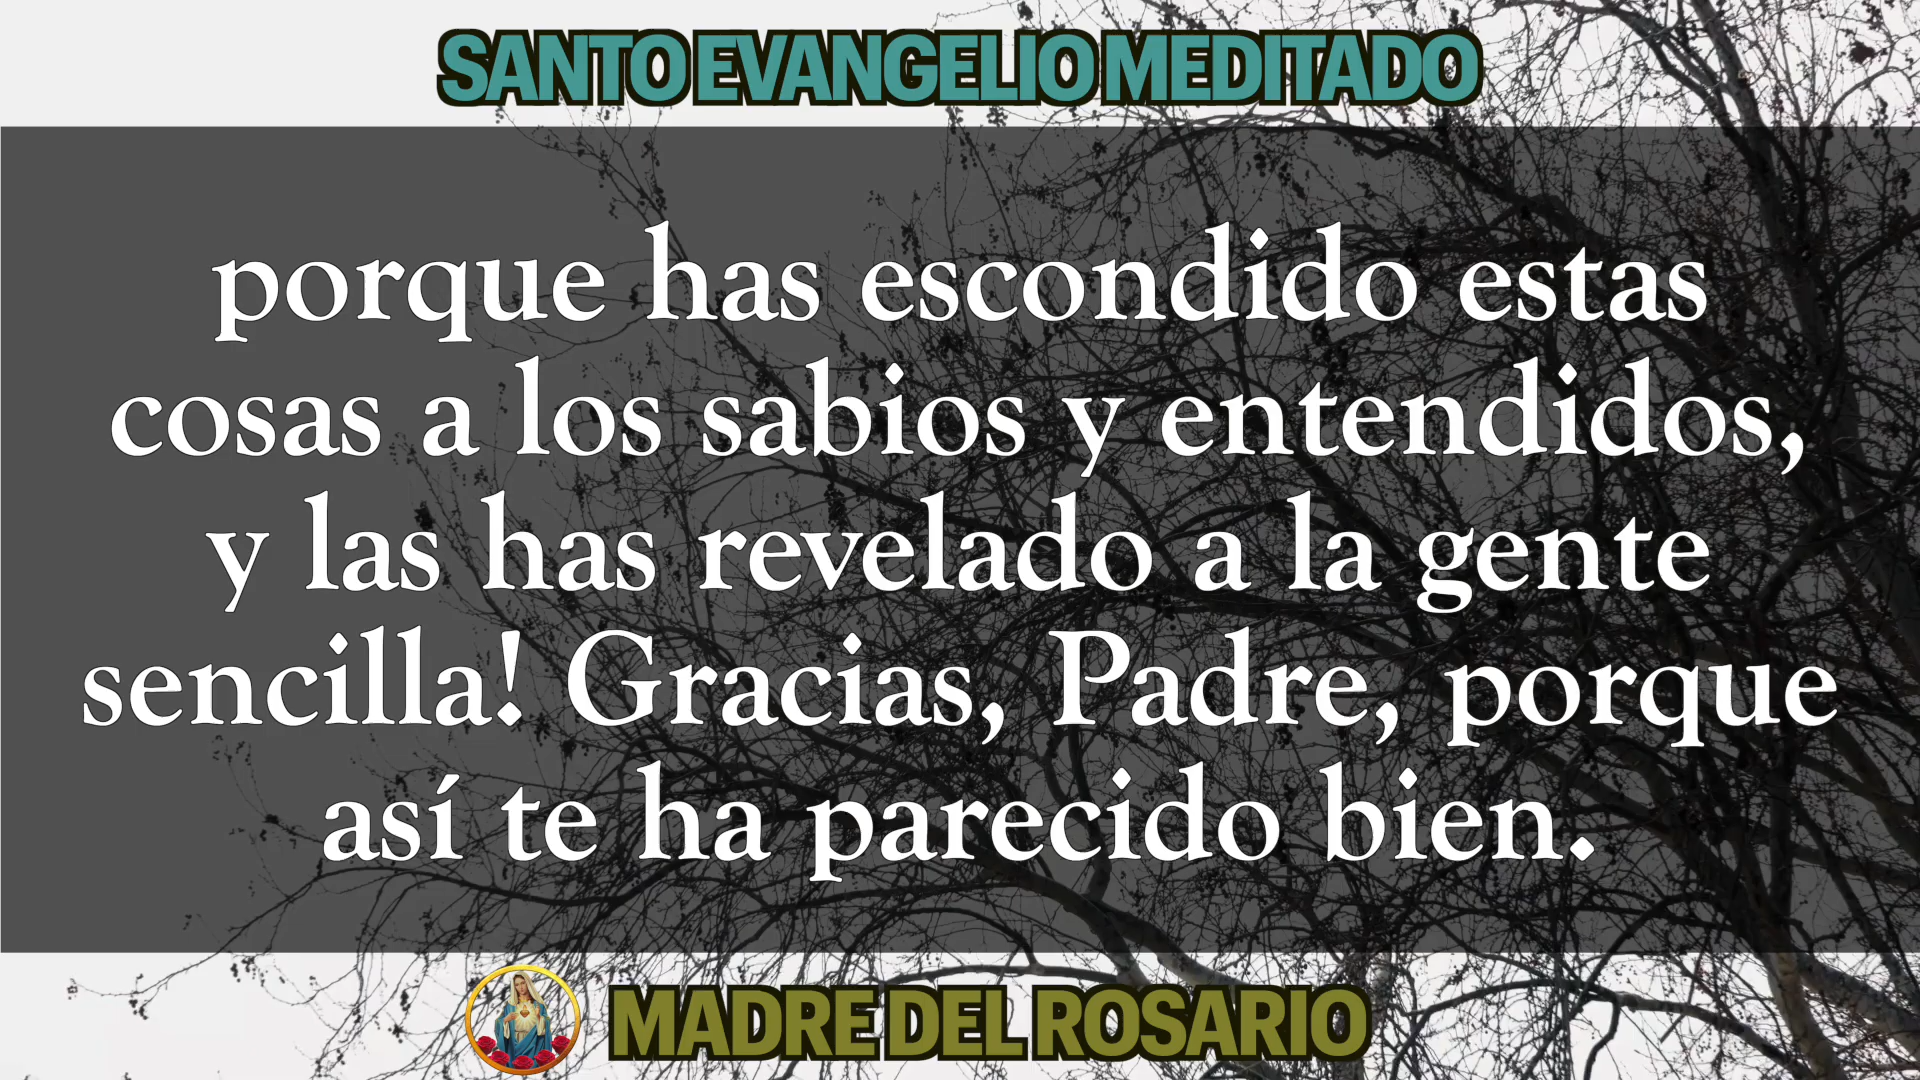 SANTO EVANGELIO MEDITADO
porque has escondido estas
cosas a los sabios y entendidos,
y las has revelado a la gente
sencilla! Gracias, Padre, porque
así te ha parecido bien.
MADRE DEL ROSARIO